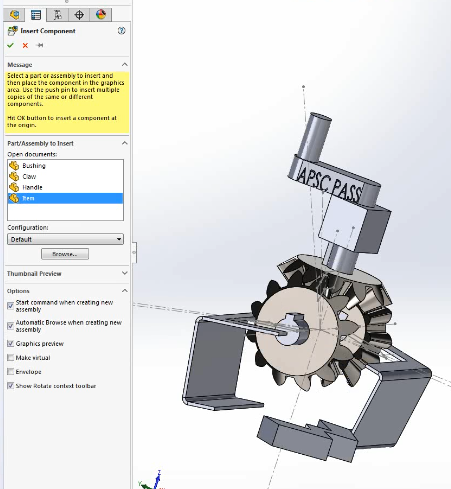 Insert Component
Message
Select a part or assembly to insert and
then place the component in the graphics
area. Use the push pin to insert multiple
copies of the same or different
components.
Hit OK button to insert a component at
the origin.
Part/Assembly to Insert
Open documents:
Bushing
Claw
Handle
Item
Configuration:
Default
Browse...
Thumbnail Preview
Options
Start command when creating new
assembly
Automatic Browse when creating new
assembly
Graphics preview
Make virtual
Envelope
Show Rotate context toolbar
APSC PASS